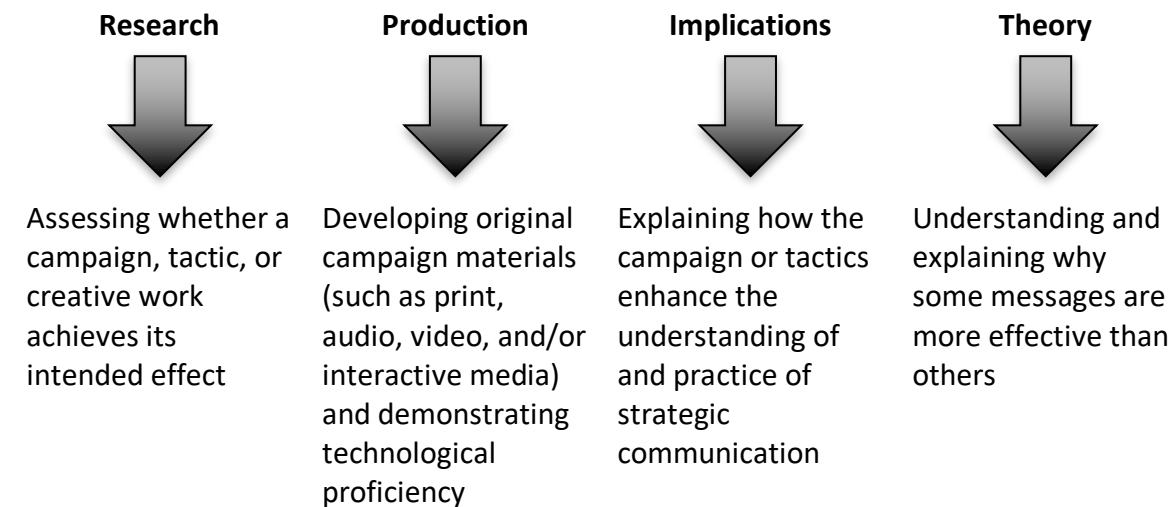 Research
Assessing whether a
campaign, tactic, or
creative work
achieves its
intended effect
Production
Developing original
campaign materials
(such as print,
audio, video, and/or
interactive media)
and demonstrating
technological
proficiency
Implications
Explaining how the
campaign or tactics
enhance the
understanding of
and practice of
strategic
communication
Theory
Understanding and
explaining why
some messages are
more effective than
others